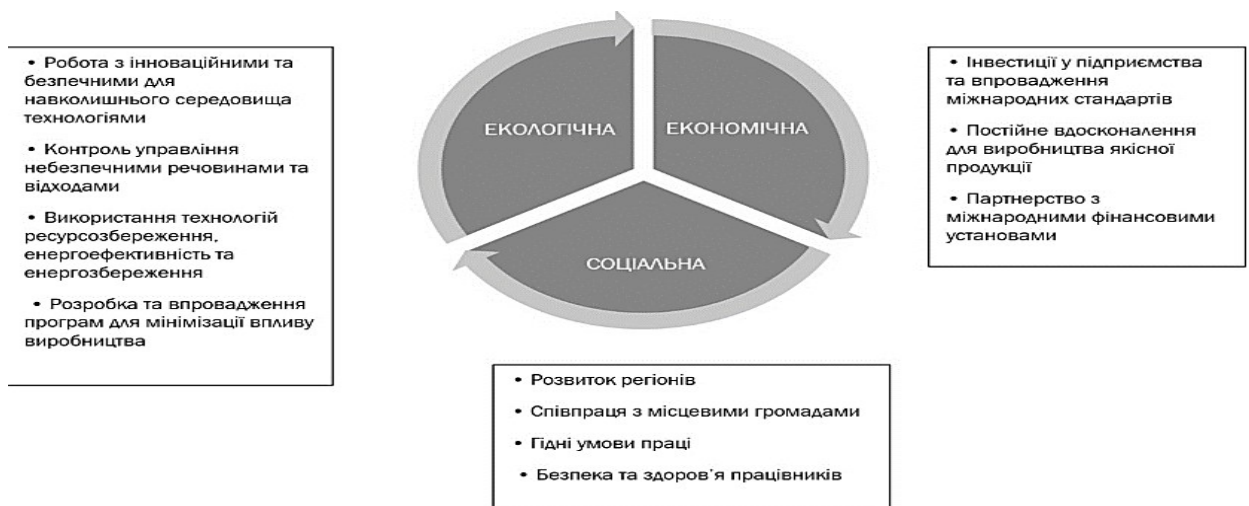 • Робота з інноваційними та
безпечними для
навколишнього середовища
технологіями
• Контроль управління
небезпечними речовинами та
відходами
• Використання технологій
ресурсозбереження,
енергоефективність та
енергозбереження
• Розробка та впровадження
програм для мінімізації впливу
виробництва
ЕКОЛОГІЧНА
ЕКОНОМІЧНА
СОЦІАЛЬНА
• Інвестиції у підприємства
та впровадження
міжнародних стандартів
• Постійне вдосконалення
для виробництва якісної
продукції
• Партнерство з
міжнародними фінансовими
установами
• Розвиток регіонів
• Співпраця з місцевими громадами
• Гідні умови праці
• Безпека та здоров’я працівників